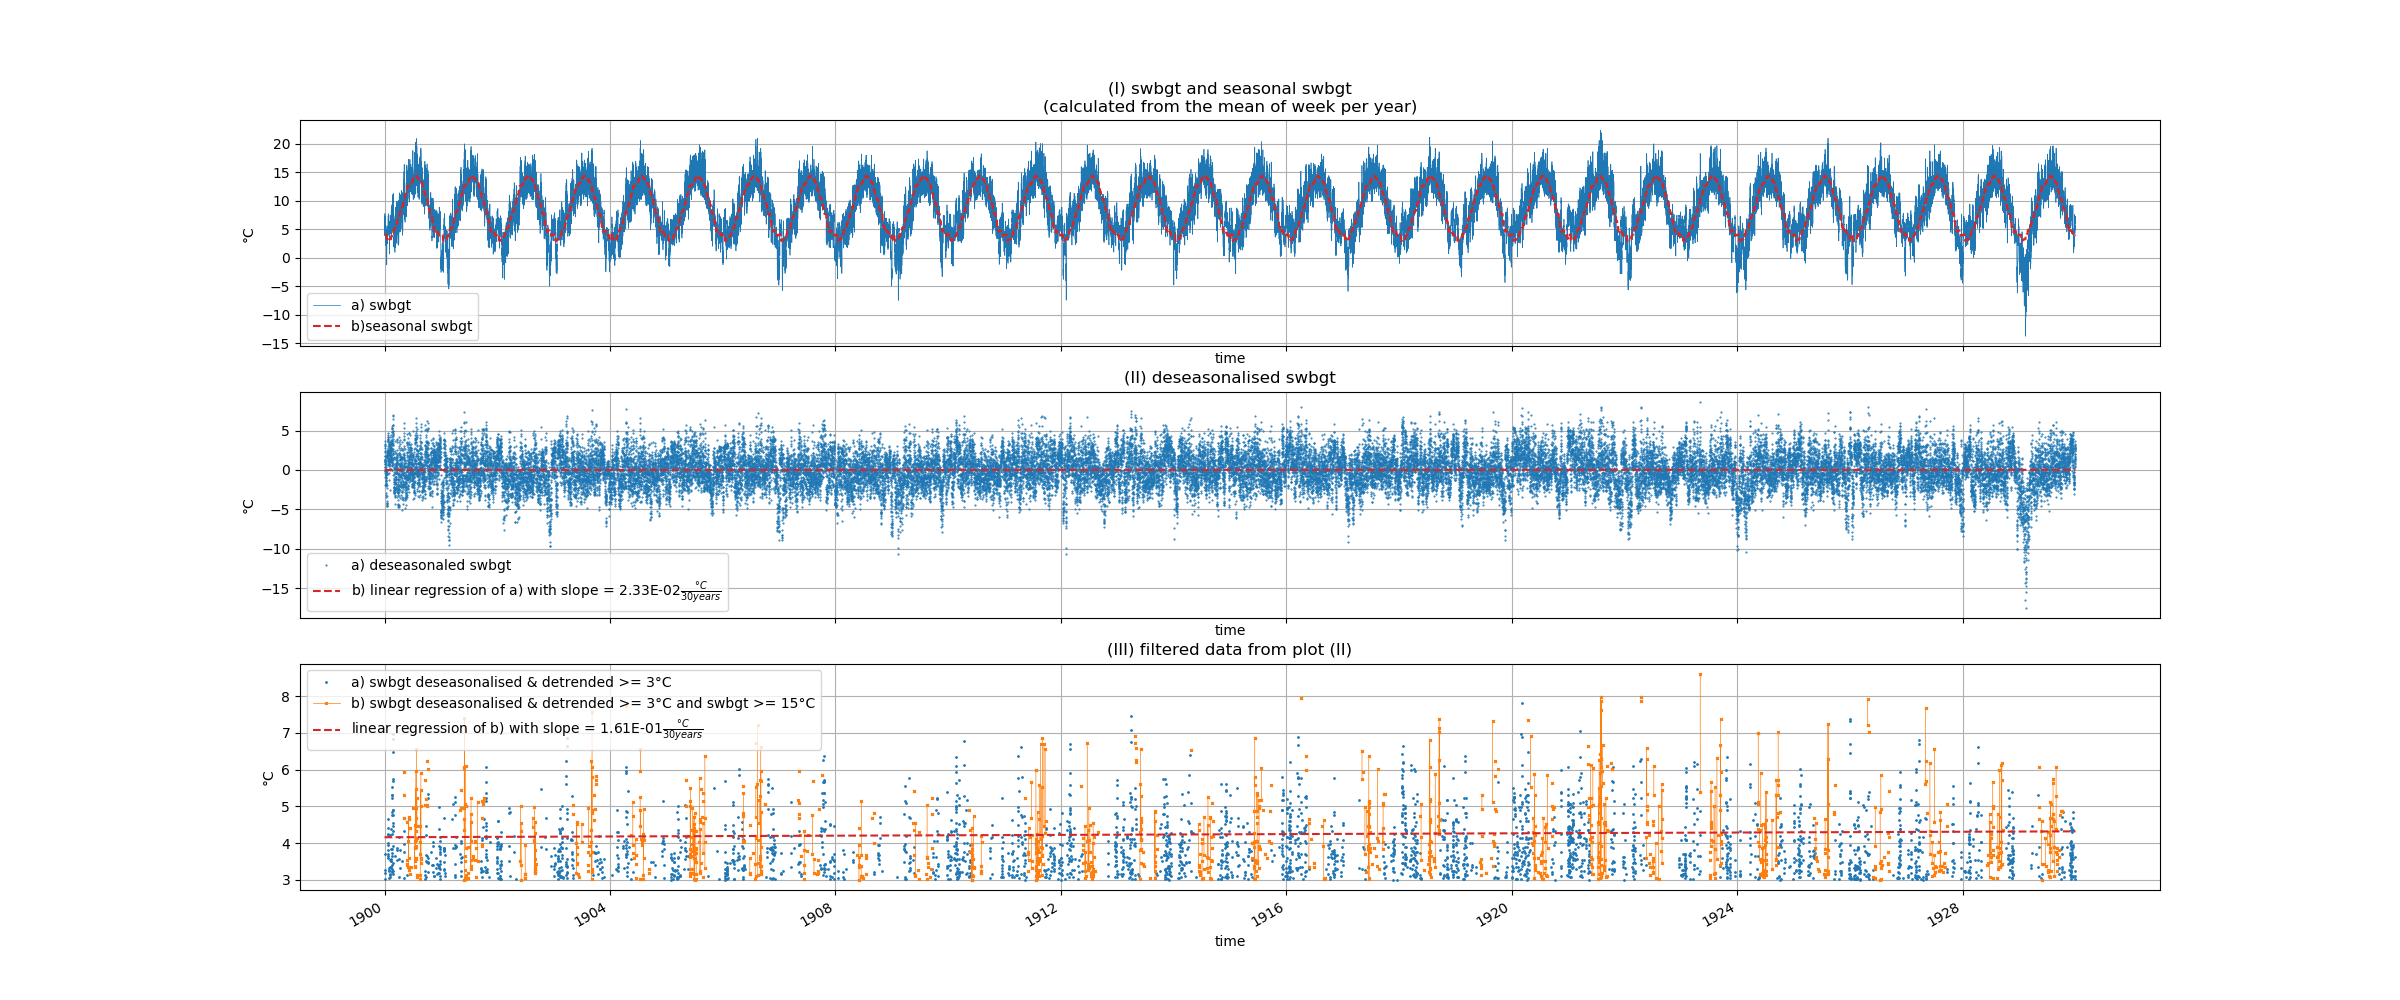 (I) swbgt and seasonal swbgt
(calculated from the mean of week per year)
20
15
10
5
0
−5
−10
−15
°C
a) swbgt
b)seasonal swbgt
time
(II) deseasonalised swbgt
5
0
−5
−10
−15
°C
a) deseasonaled swbgt
b) linear regression of a) with slope = 2.33E-02 °C/30years
time
(III) filtered data from plot (II)
8
7
6
5
4
3
°C
a) swbgt deseasonalised & detrended >= 3°C
b) swbgt deseasonalised & detrended >= 3°C and swbgt >= 15°C
linear regression of b) with slope = 1.61E-01 °C/30years
1900 1904 1908 1912 1916 1920 1924 1928
time